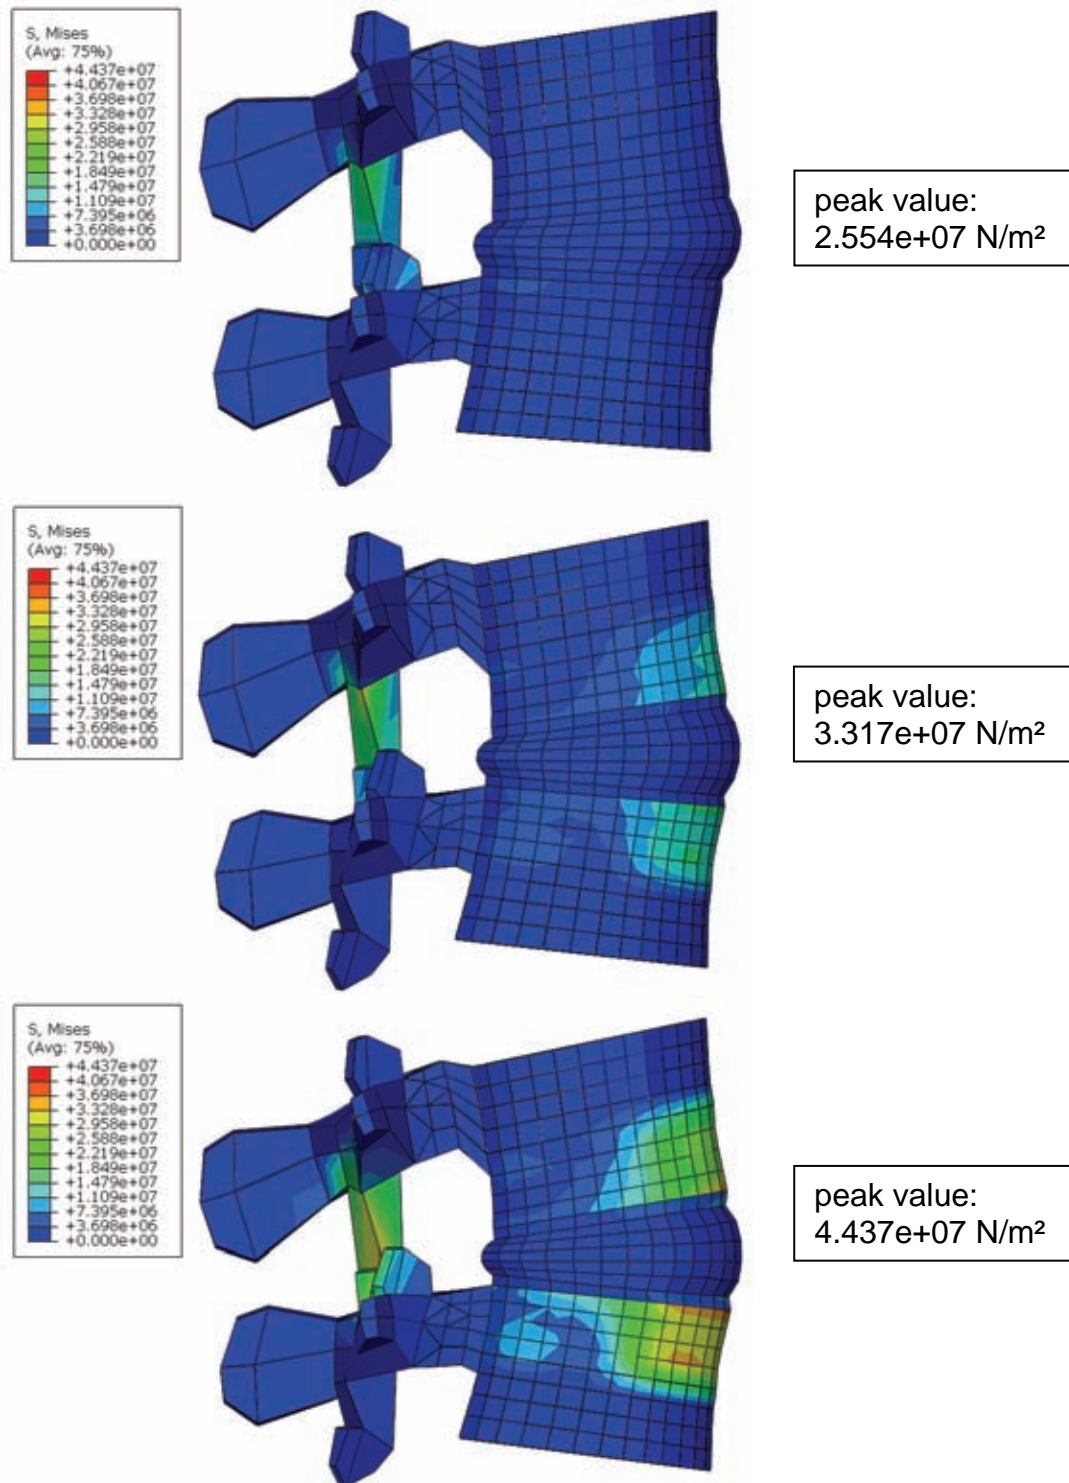 S, Mises
(Avg: 75%)
+4.437e+07
+4.067e+07
+3.698e+07
+3.328e+07
+2.958e+07
+2.588e+07
+2.219e+07
+1.849e+07
+1.479e+07
+1.109e+07
+7.395e+06
+3.698e+06
+0.000e+00
peak value:
2.554e+07 N/m²
S, Mises
(Avg: 75%)
+4.437e+07
+4.067e+07
+3.698e+07
+3.328e+07
+2.958e+07
+2.588e+07
+2.219e+07
+1.849e+07
+1.479e+07
+1.109e+07
+7.395e+06
+3.698e+06
+0.000e+00
peak value:
3.317e+07 N/m²
S, Mises
(Avg: 75%)
+4.437e+07
+4.067e+07
+3.698e+07
+3.328e+07
+2.958e+07
+2.588e+07
+2.219e+07
+1.849e+07
+1.479e+07
+1.109e+07
+7.395e+06
+3.698e+06
+0.000e+00
peak value:
4.437e+07 N/m²